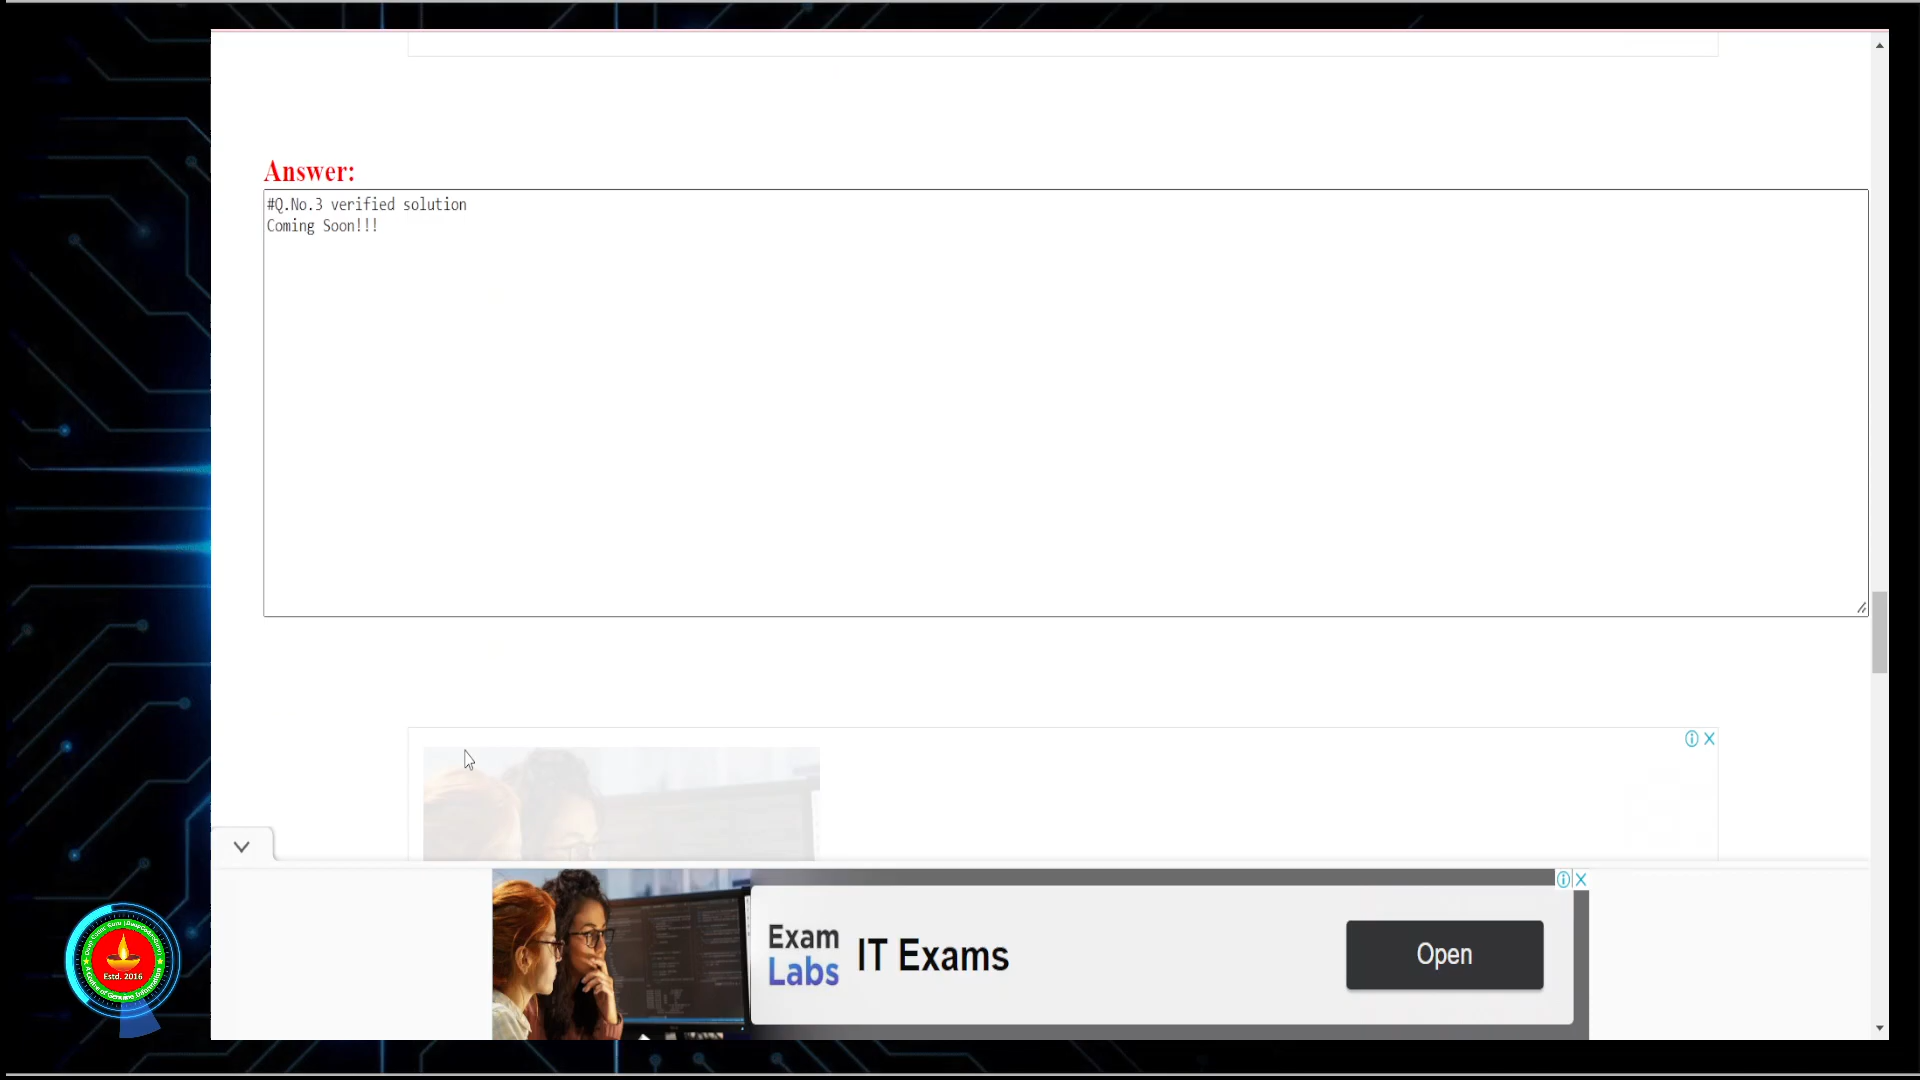 Answer:
#Q.No.3 verified solution
Coming Soon!!!
Exam
Labs
IT Exams
Open
Estd. 2016